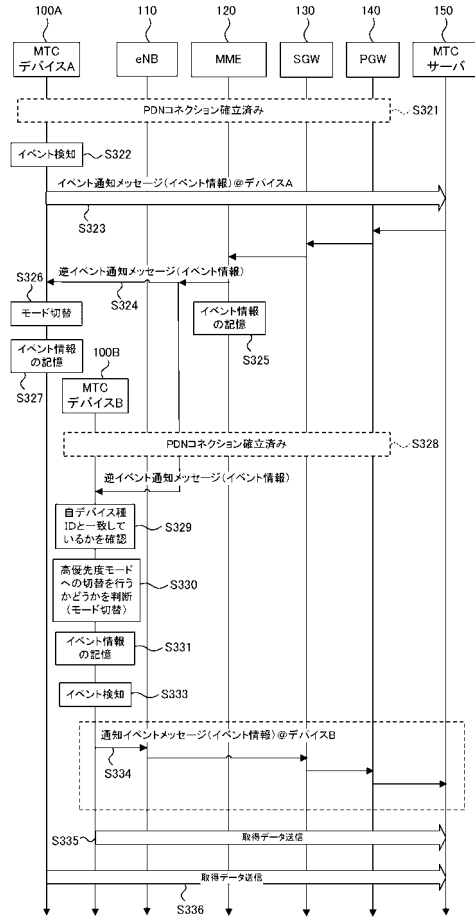 100A
110
120
130
140
150
MTC
デバイスA
eNB
MME
SGW
PGW
MTC
サーバ
PDNコネクション確立済み
S321
イベント検知
S322
イベント通知メッセージ(イベント情報)@デバイスA
S323
逆イベント通知メッセージ(イベント情報)
S326
S324
モード切替
イベント情報
の記憶
S325
イベント情報
の記憶
S327
100B
MTC
デバイスB
PDNコネクション確立済み
S328
逆イベント通知メッセージ(イベント情報)
自デバイス種
IDと一致して
いるかを確認
S329
高優先度モード
への切替を行う
かどうかを判断
(モード切替)
S330
イベント情報
の記憶
S331
イベント検知
S333
通知イベントメッセージ(イベント情報)@デバイスB
S334
S335
取得データ送信
取得データ送信
S336